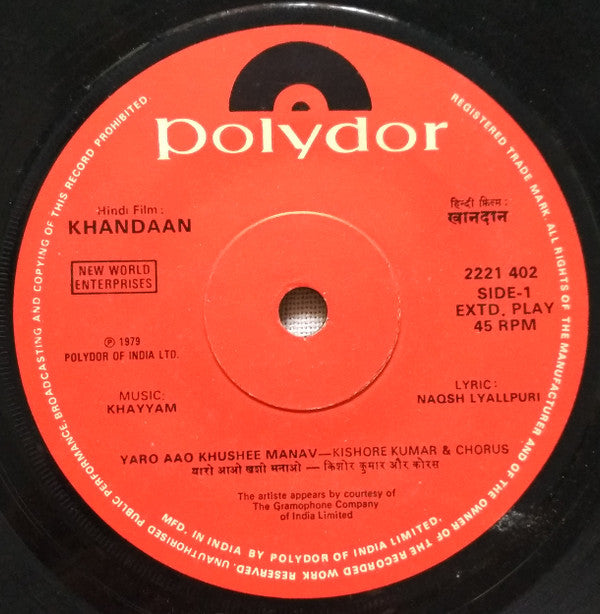 polydor
Hindi Film :
KHANDAAN
हिन्दी फ़िल्म :
खानदान
NEW WORLD
ENTERPRISES
2221 402
SIDE-1
EXTD. PLAY
45 RPM
℗ 1979
POLYDOR OF INDIA LTD.
MUSIC:
KHAYYAM
LYRIC:
NAQSH LYALLPURI
YARO AAO KHUSHEE MANAV—KISHORE KUMAR & CHORUS
यारो आओ खुशी मनाओ — किशोर कुमार और कोरस
The artiste appears by courtesy of
The Gramophone Company
of India Limited
MFD. IN INDIA BY POLYDOR OF INDIA LIMITED.
REGISTERED TRADE MARK. ALL RIGHTS OF THE MANUFACTURER AND OF THE OWNER OF THE RECORDED WORK RESERVED. UNAUTHORISED PUBLIC PERFORMANCE, BROADCASTING AND COPYING OF THIS RECORD PROHIBITED